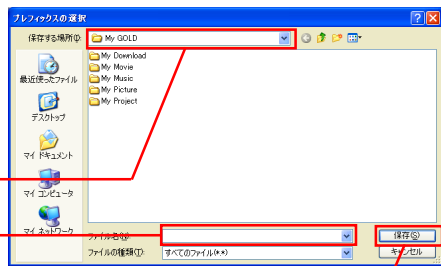 プレフィックスの選択
保存する場所(I):
My GOLD
最近使ったファイル
デスクトップ
マイ ドキュメント
マイ コンピュータ
マイ ネットワーク
My Download
My Movie
My Music
My Picture
My Project
ファイル名(N):
保存(S)
ファイルの種類(T):
すべてのファイル(*.*)
キャンセル